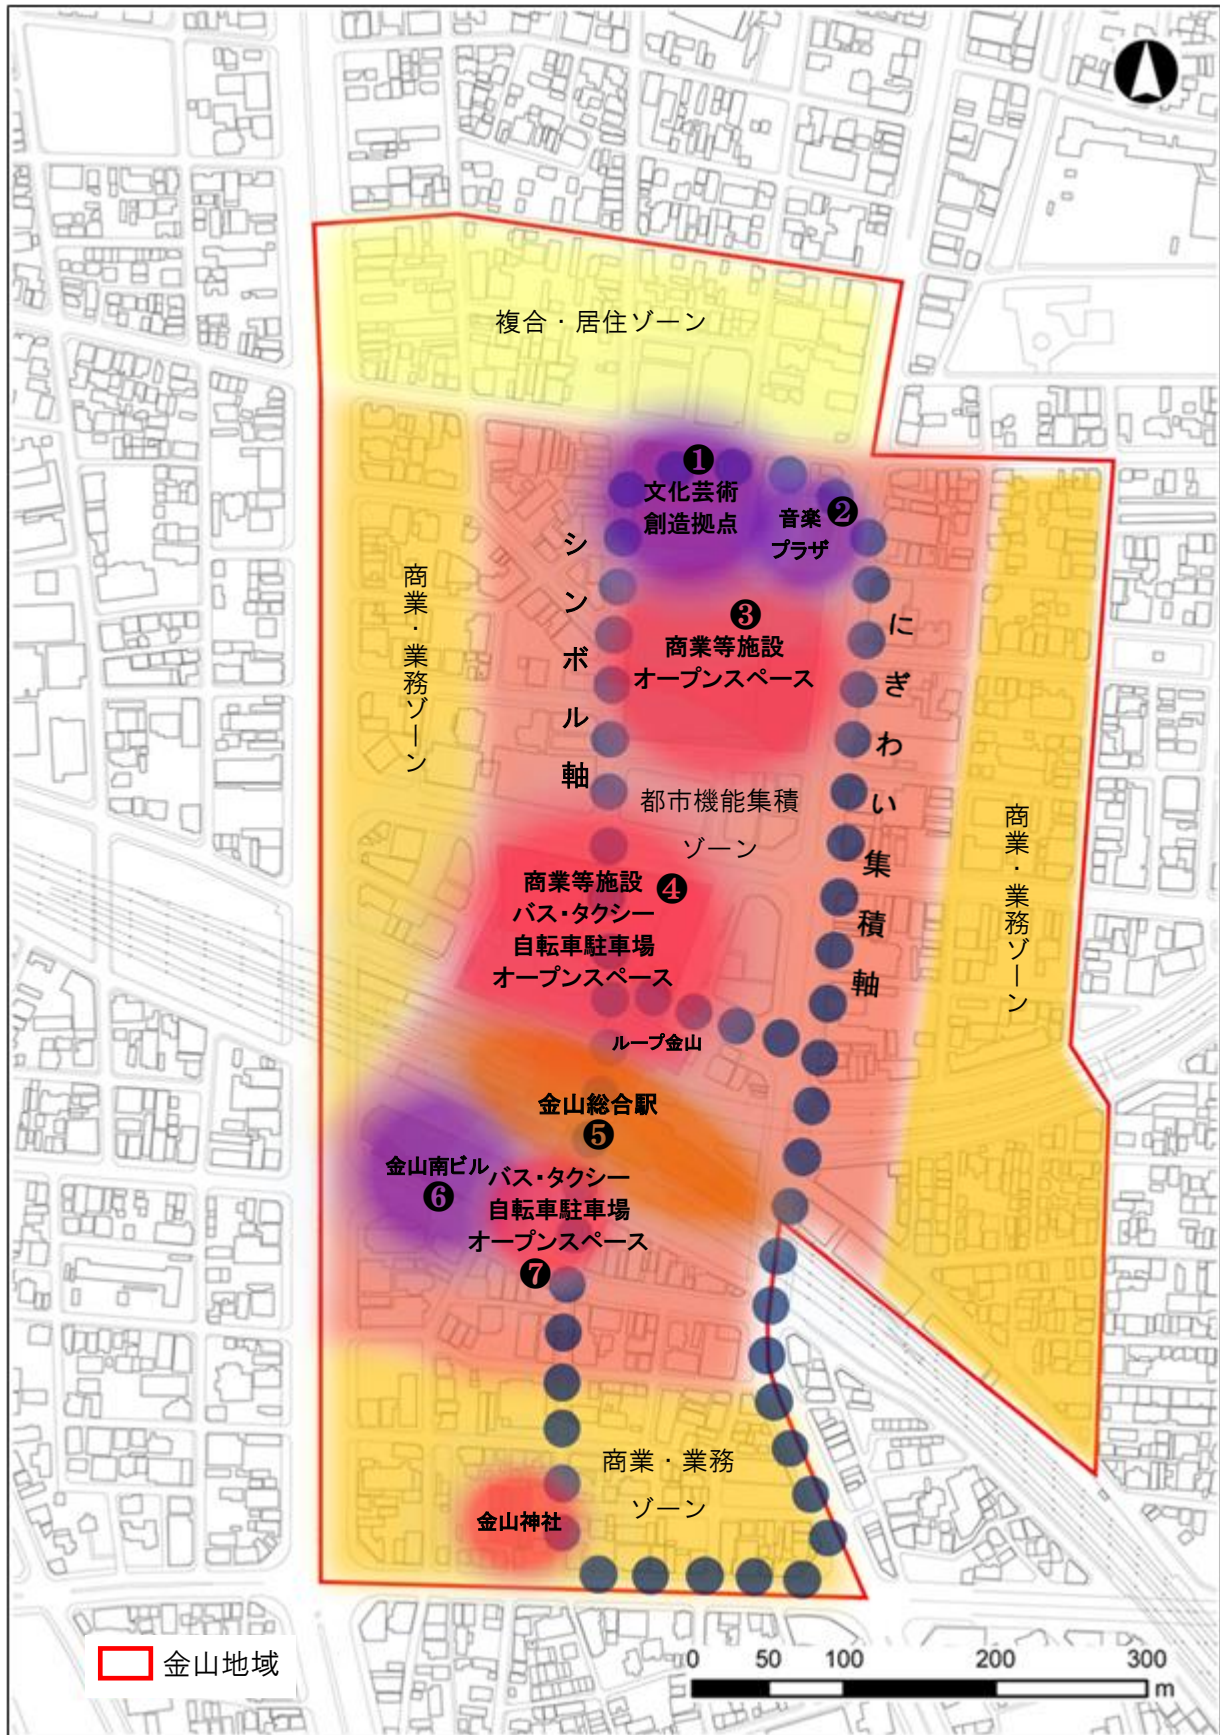 複合・居住ゾーン
❶
文化芸術
創造拠点
音楽❷
プラザ
シンボル軸
商業・業務ゾーン
❸
商業等施設
オープンスペース
にぎわい集積軸
都市機能集積
ゾーン
商業・業務ゾーン
商業等施設❹
バス・タクシー
自転車駐車場
オープンスペース
ループ金山
金山総合駅
❺
金山南ビル
❻
バス・タクシー
自転車駐車場
オープンスペース
❼
商業・業務
ゾーン
金山神社
金山地域
0 50 100 200 300
m